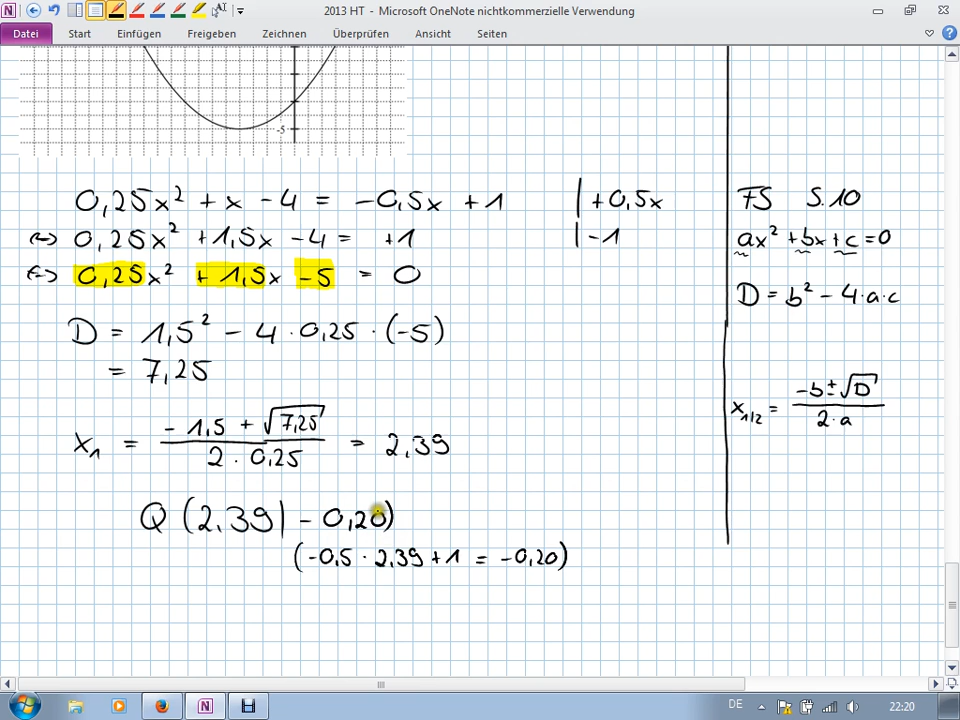 2013 HT - Microsoft OneNote nichtkommerzielle Verwendung
Datei Start Einfügen Freigeben Zeichnen Überprüfen Ansicht Seiten
-5
0,25x² + x - 4 = -0,5x + 1 | +0,5x
⇔ 0,25x² + 1,5x - 4 = +1 | -1
⇔ 0,25x² + 1,5x - 5 = 0
D = 1,5² - 4 · 0,25 · (-5)
= 7,25
x₁ = (-1,5 + √7,25) / (2 · 0,25) = 2,39
Q (2,39 | -0,20)
(-0,5 · 2,39 + 1 = -0,20)
FS S.10
ax² + bx + c = 0
D = b² - 4·a·c
x₁/₂ = (-b ± √D) / (2·a)
DE 22:20